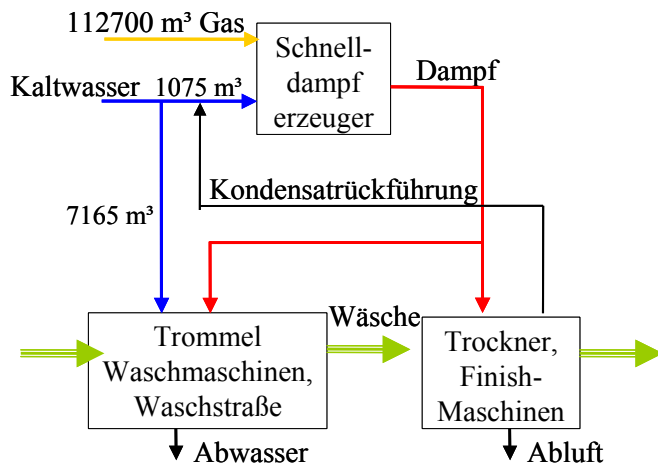 112700 m³ Gas
Schnell-
dampf
erzeuger
Dampf
Kaltwasser 1075 m³
Kondensatrückführung
7165 m³
Wäsche
Trommel
Waschmaschinen,
Waschstraße
Trockner,
Finish-
Maschinen
Abwasser
Abluft